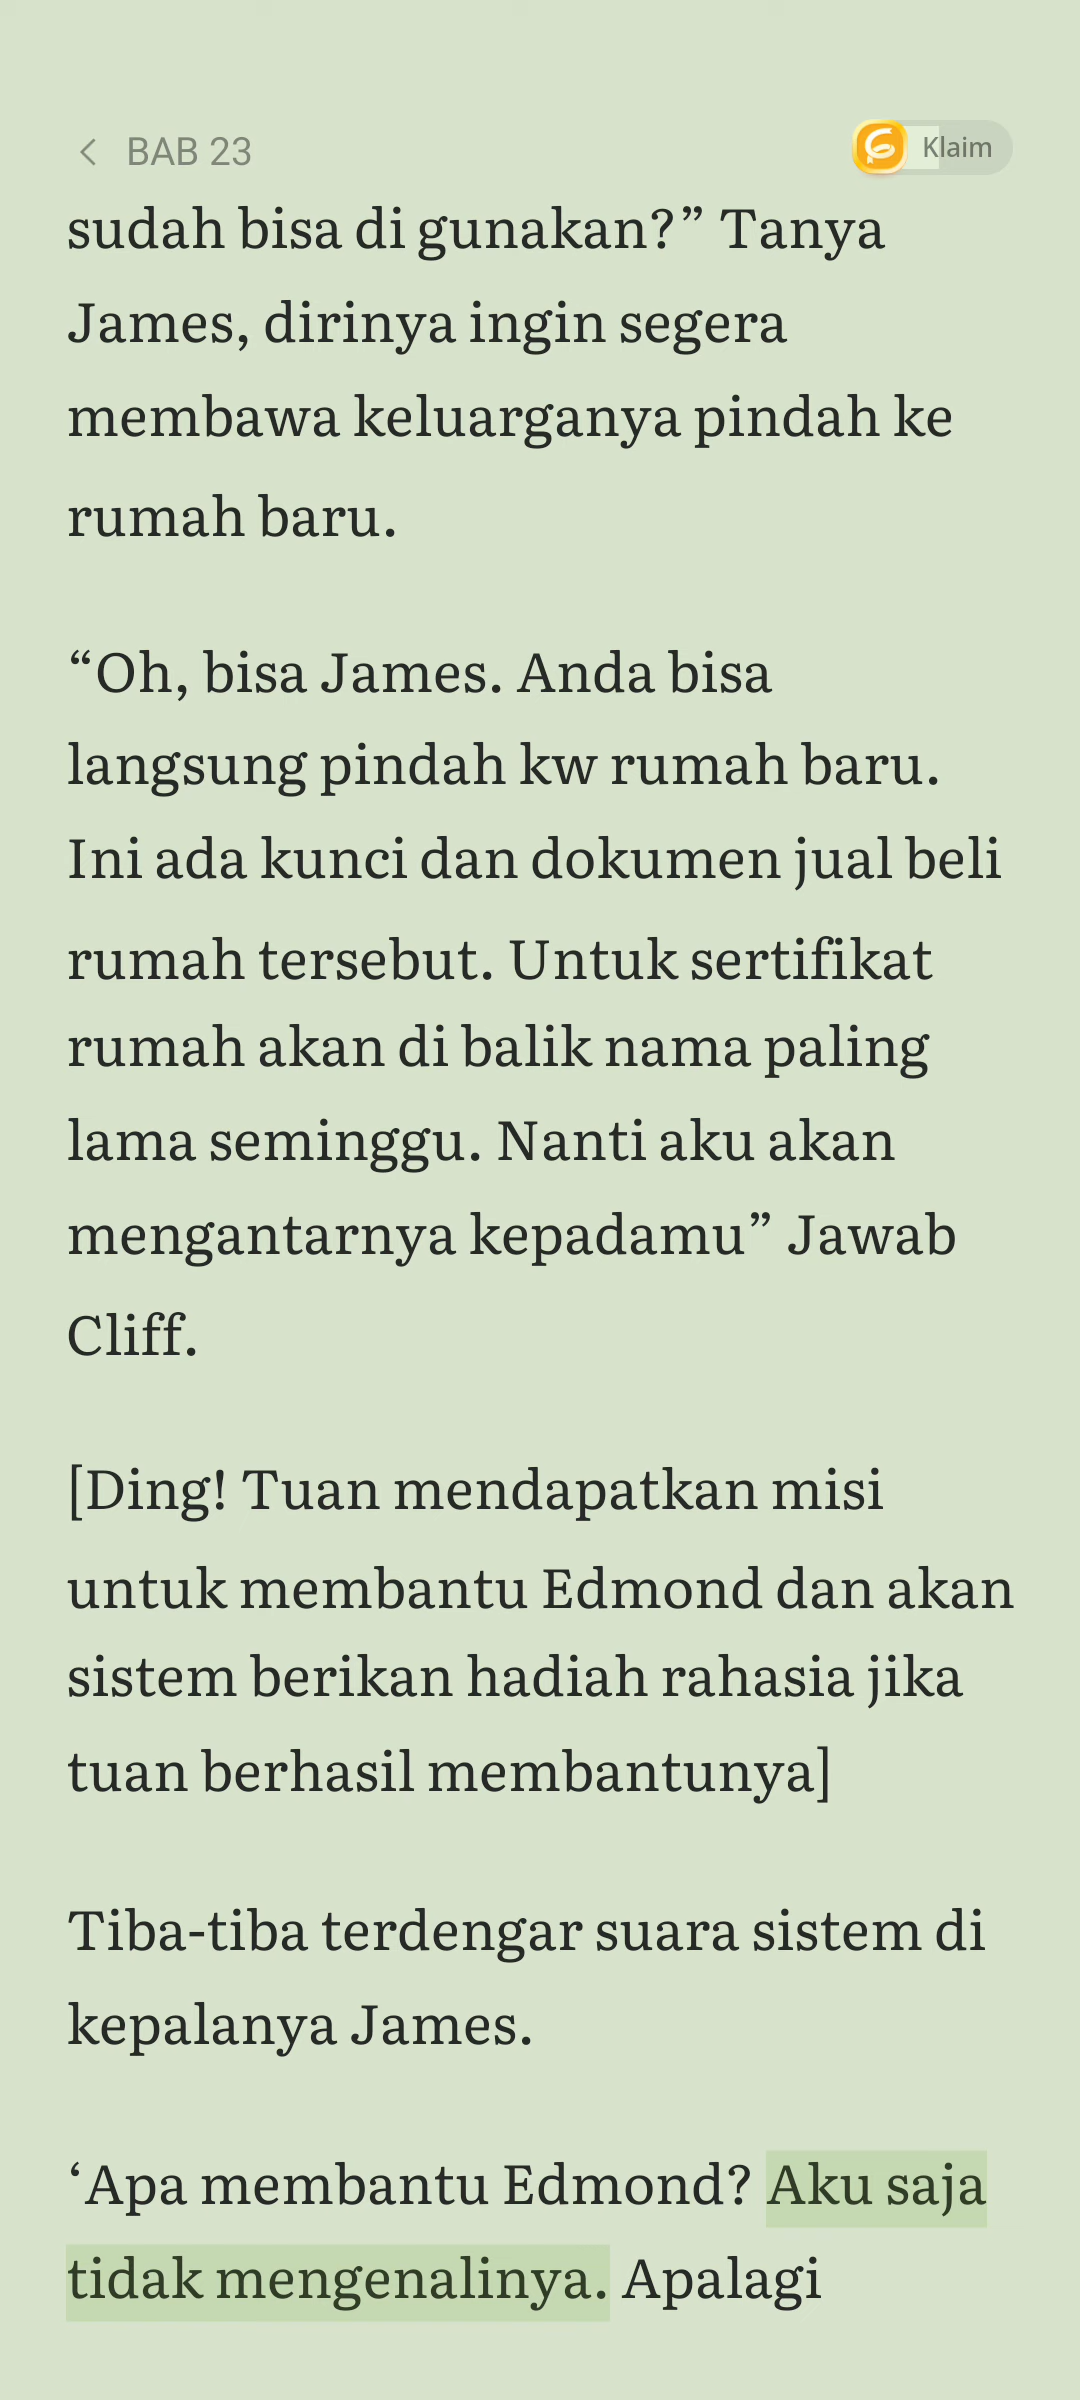 BAB 23
Klaim
sudah bisa di gunakan?” Tanya
James, dirinya ingin segera
membawa keluarganya pindah ke
rumah baru.
“Oh, bisa James. Anda bisa
langsung pindah kw rumah baru.
Ini ada kunci dan dokumen jual beli
rumah tersebut. Untuk sertifikat
rumah akan di balik nama paling
lama seminggu. Nanti aku akan
mengantarnya kepadamu” Jawab
Cliff.
[Ding! Tuan mendapatkan misi
untuk membantu Edmond dan akan
sistem berikan hadiah rahasia jika
tuan berhasil membantunya]
Tiba-tiba terdengar suara sistem di
kepalanya James.
‘Apa membantu Edmond? Aku saja
tidak mengenalinya. Apalagi